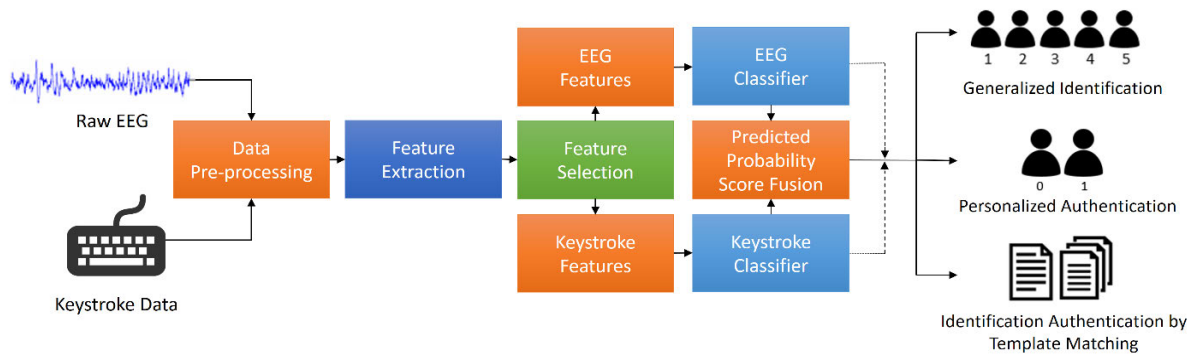 Raw EEG
Keystroke Data
Data
Pre-processing
Feature
Extraction
Feature
Selection
EEG
Features
Keystroke
Features
EEG
Classifier
Predicted
Probability
Score Fusion
Keystroke
Classifier
1 2 3 4 5
Generalized Identification
0 1
Personalized Authentication
Identification Authentication by
Template Matching